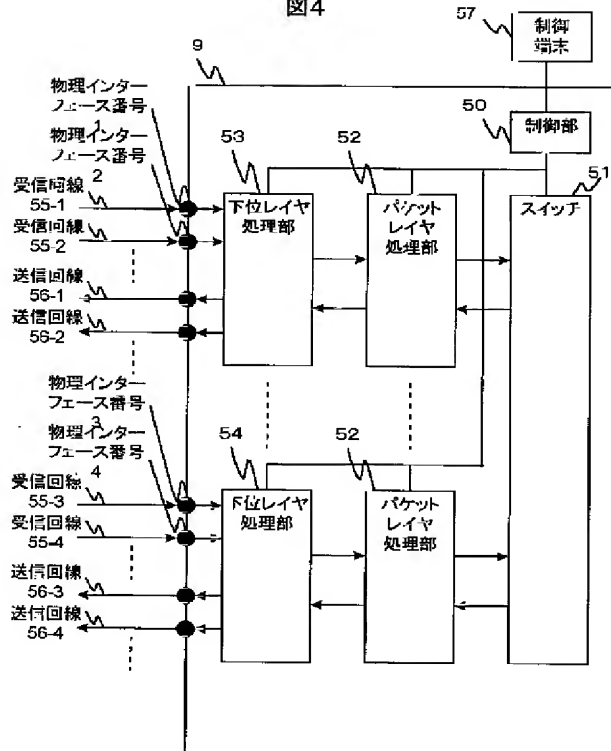 図4
57
制御
端末
9
物理インター
フェース番号
1
物理インター
フェース番号
2
50
制御部
53
52
51
受信回線
55-1
受信回線
55-2
送信回線
56-1
送信回線
56-2
下位レイヤ
処理部
パケット
レイヤ
処理部
スイッチ
物理インター
フェース番号
3
物理インター
フェース番号
4
54
52
受信回線
55-3
受信回線
55-4
送信回線
56-3
送付回線
56-4
下位レイヤ
処理部
パケット
レイヤ
処理部